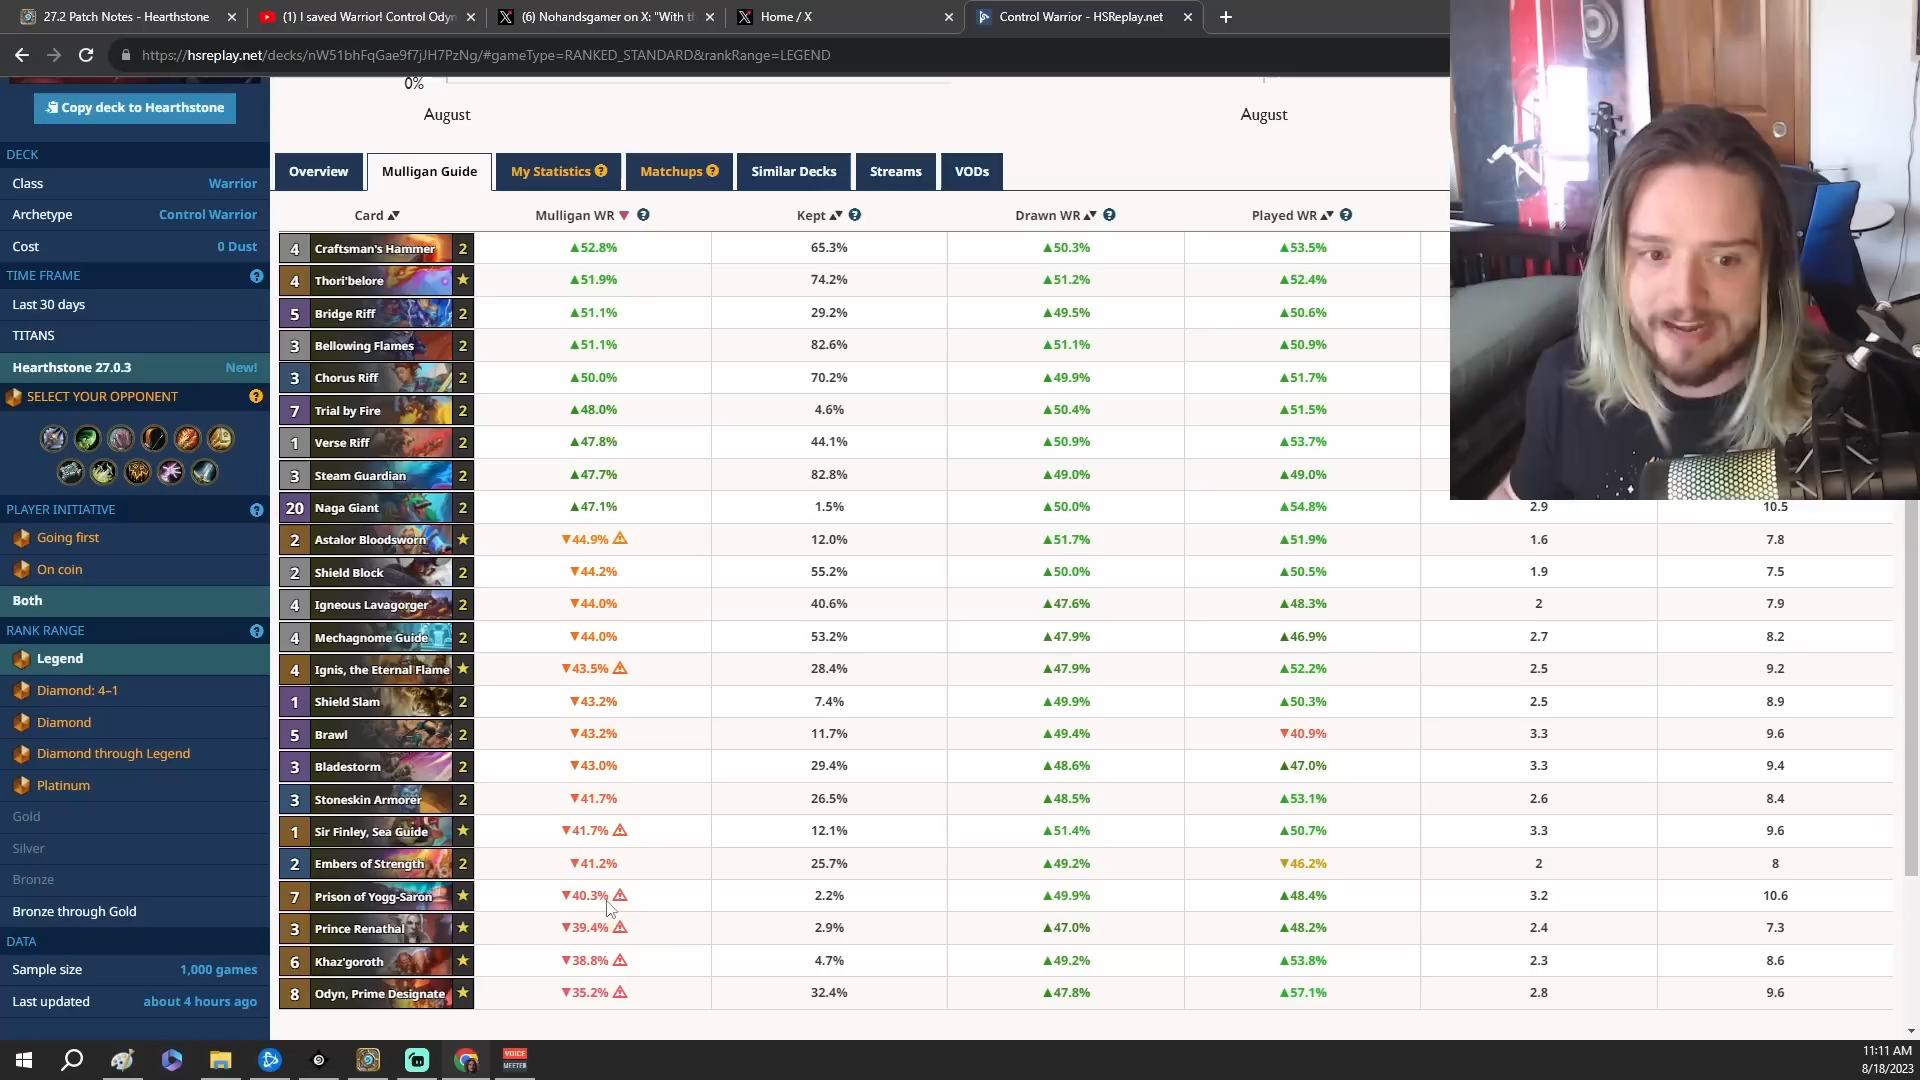 27.2 Patch Notes - Hearthstone
(1) I saved Warrior! Control Odyn
(6) Nohandsgamer on X: "With th
Home / X
Control Warrior - HSReplay.net
https://hsreplay.net/decks/nW51bhFqGae9f7jJH7PzNg/#gameType=RANKED_STANDARD&rankRange=LEGEND
Copy deck to Hearthstone
DECK
Class Warrior
Archetype Control Warrior
Cost 0 Dust
TIME FRAME ?
Last 30 days
TITANS
Hearthstone 27.0.3 New!
SELECT YOUR OPPONENT ?
PLAYER INITIATIVE ?
Going first
On coin
Both
RANK RANGE ?
Legend
Diamond: 4–1
Diamond
Diamond through Legend
Platinum
Gold
Silver
Bronze
Bronze through Gold
DATA
Sample size 1,000 games
Last updated about 4 hours ago
0%
August August
Overview Mulligan Guide My Statistics ? Matchups ? Similar Decks Streams VODs
Card ▲▼ Mulligan WR ▼ ? Kept ▲▼ ? Drawn WR ▲▼ ? Played WR ▲▼ ?
4 Craftsman's Hammer 2 ▲52.8% 65.3% ▲50.3% ▲53.5%
4 Thori'belore ★ ▲51.9% 74.2% ▲51.2% ▲52.4%
5 Bridge Riff 2 ▲51.1% 29.2% ▲49.5% ▲50.6%
3 Bellowing Flames 2 ▲51.1% 82.6% ▲51.1% ▲50.9%
3 Chorus Riff 2 ▲50.0% 70.2% ▲49.9% ▲51.7%
7 Trial by Fire 2 ▲48.0% 4.6% ▲50.4% ▲51.5%
1 Verse Riff 2 ▲47.8% 44.1% ▲50.9% ▲53.7%
3 Steam Guardian 2 ▲47.7% 82.8% ▲49.0% ▲49.0%
20 Naga Giant 2 ▲47.1% 1.5% ▲50.0% ▲54.8% 2.9 10.5
2 Astalor Bloodsworn ★ ▼44.9% 12.0% ▲51.7% ▲51.9% 1.6 7.8
2 Shield Block 2 ▼44.2% 55.2% ▲50.0% ▲50.5% 1.9 7.5
4 Igneous Lavagorger 2 ▼44.0% 40.6% ▲47.6% ▲48.3% 2 7.9
4 Mechagnome Guide 2 ▼44.0% 53.2% ▲47.9% ▲46.9% 2.7 8.2
4 Ignis, the Eternal Flame ★ ▼43.5% 28.4% ▲47.9% ▲52.2% 2.5 9.2
1 Shield Slam 2 ▼43.2% 7.4% ▲49.9% ▲50.3% 2.5 8.9
5 Brawl 2 ▼43.2% 11.7% ▲49.4% ▼40.9% 3.3 9.6
3 Bladestorm 2 ▼43.0% 29.4% ▲48.6% ▲47.0% 3.3 9.4
3 Stoneskin Armorer 2 ▼41.7% 26.5% ▲48.5% ▲53.1% 2.6 8.4
1 Sir Finley, Sea Guide ★ ▼41.7% 12.1% ▲51.4% ▲50.7% 3.3 9.6
2 Embers of Strength 2 ▼41.2% 25.7% ▲49.2% ▼46.2% 2 8
7 Prison of Yogg-Saron ★ ▼40.3% 2.2% ▲49.9% ▲48.4% 3.2 10.6
3 Prince Renathal ★ ▼39.4% 2.9% ▲47.0% ▲48.2% 2.4 7.3
6 Khaz'goroth ★ ▼38.8% 4.7% ▲49.2% ▲53.8% 2.3 8.6
8 Odyn, Prime Designate ★ ▼35.2% 32.4% ▲47.8% ▲57.1% 2.8 9.6
VOICE
MEETER
11:11 AM
8/18/2023